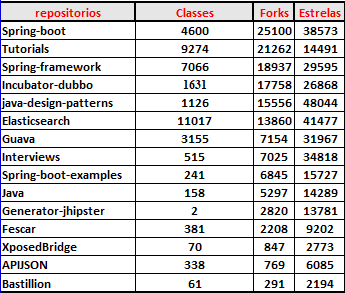 repositorios Classes Forks Estrelas
Spring-boot 4600 25100 38573
Tutorials 9274 21262 14491
Spring-framework 7066 18937 29595
Incubator-dubbo 1631 17758 26868
java-design-patterns 1126 15556 48044
Elasticsearch 11017 13860 41477
Guava 3155 7154 31967
Interviews 515 7025 34818
Spring-boot-examples 241 6845 15727
Java 158 5297 14289
Generator-jhipster 2 2820 13781
Fescar 381 2208 9202
XposedBridge 70 847 2773
APIJSON 338 769 6085
Bastillion 61 291 2194